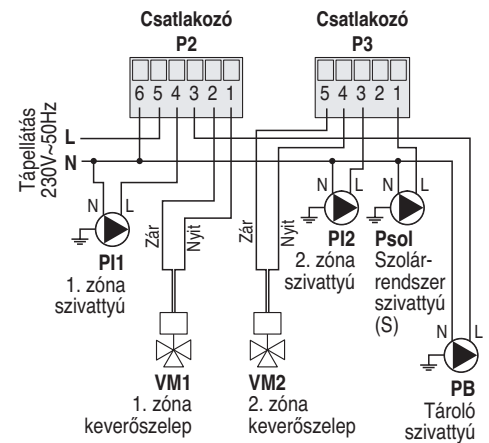 Csatlakozó
P2
Csatlakozó
P3
6 5 4 3 2 1
5 4 3 2 1
Tápellátás
230V~50Hz
L
N
N
L
Zár
Nyit
Zár
Nyit
N
L
N
L
PI1
1. zóna
szivattyú
PI2
2. zóna
szivattyú
Psol
Szolár-
rendszer
szivattyú
(S)
N
L
VM1
1. zóna
keverőszelep
VM2
2. zóna
keverőszelep
PB
Tároló
szivattyú